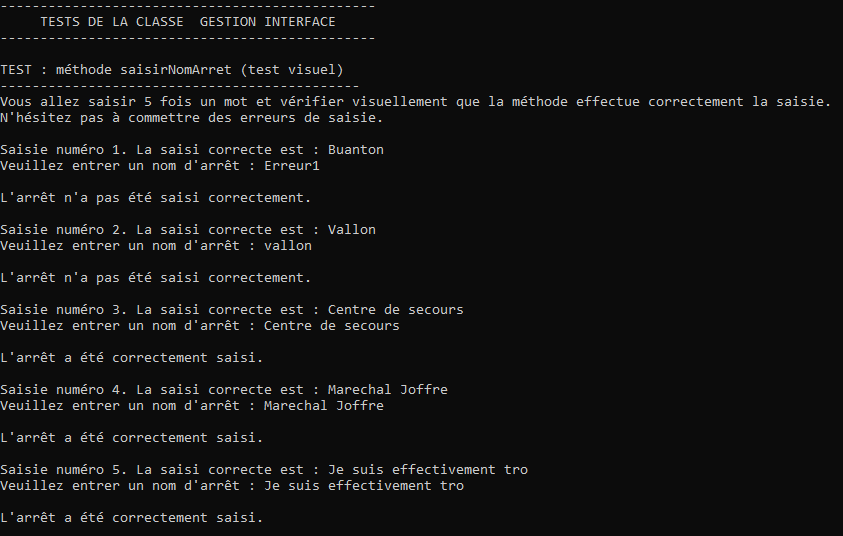 -----------------------------------------------
TESTS DE LA CLASSE  GESTION INTERFACE
-----------------------------------------------
TEST : méthode saisirNomArret (test visuel)
---------------------------------------------
Vous allez saisir 5 fois un mot et vérifier visuellement que la méthode effectue correctement la saisie.
N'hésitez pas à commettre des erreurs de saisie.
Saisie numéro 1. La saisi correcte est : Buanton
Veuillez entrer un nom d'arrêt : Erreur1
L'arrêt n'a pas été saisi correctement.
Saisie numéro 2. La saisi correcte est : Vallon
Veuillez entrer un nom d'arrêt : vallon
L'arrêt n'a pas été saisi correctement.
Saisie numéro 3. La saisi correcte est : Centre de secours
Veuillez entrer un nom d'arrêt : Centre de secours
L'arrêt a été correctement saisi.
Saisie numéro 4. La saisi correcte est : Marechal Joffre
Veuillez entrer un nom d'arrêt : Marechal Joffre
L'arrêt a été correctement saisi.
Saisie numéro 5. La saisi correcte est : Je suis effectivement tro
Veuillez entrer un nom d'arrêt : Je suis effectivement tro
L'arrêt a été correctement saisi.